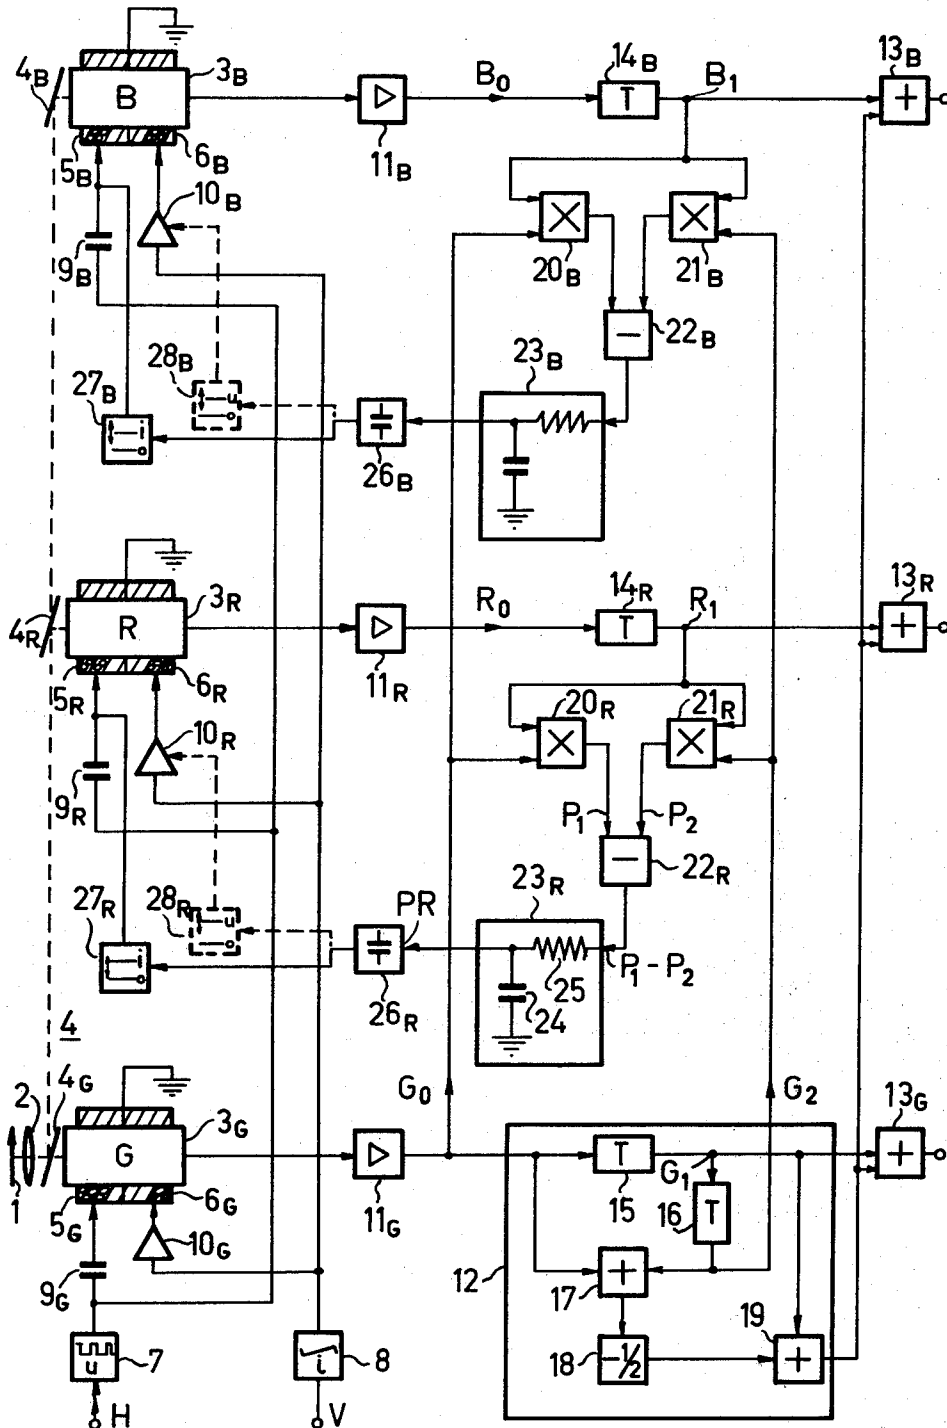 4B
B
3B
5B
6B
11B
B₀
14B
T
B₁
13B
+
10B
9B
×
20B
×
21B
−
22B
28B
u
o
23B
27B
i
o
26B
4R
R
3R
5R
6R
11R
R₀
14R
T
R₁
13R
+
10R
9R
20R
×
21R
×
P₁
P₂
−
22R
27R
i
o
28R
u
o
PR
26R
23R
25
24
P₁ − P₂
4
2
1
4G
G
3G
5G
6G
11G
G₀
G₂
13G
+
T
15
G₁
16
T
10G
9G
12
17
+
18
-1/2
19
+
u
7
i
8
H
V